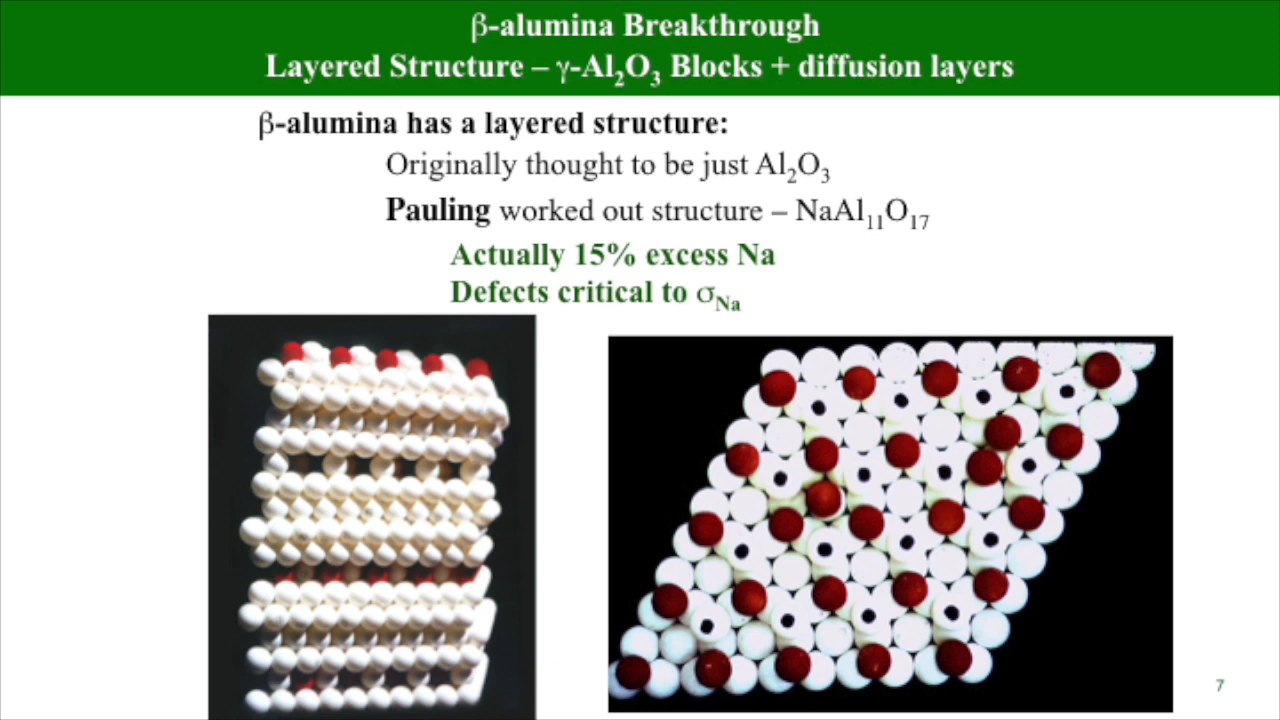 β-alumina Breakthrough
Layered Structure – γ-Al₂O₃ Blocks + diffusion layers
β-alumina has a layered structure:
Originally thought to be just Al₂O₃
Pauling worked out structure – NaAl₁₁O₁₇
Actually 15% excess Na
Defects critical to σNa
7